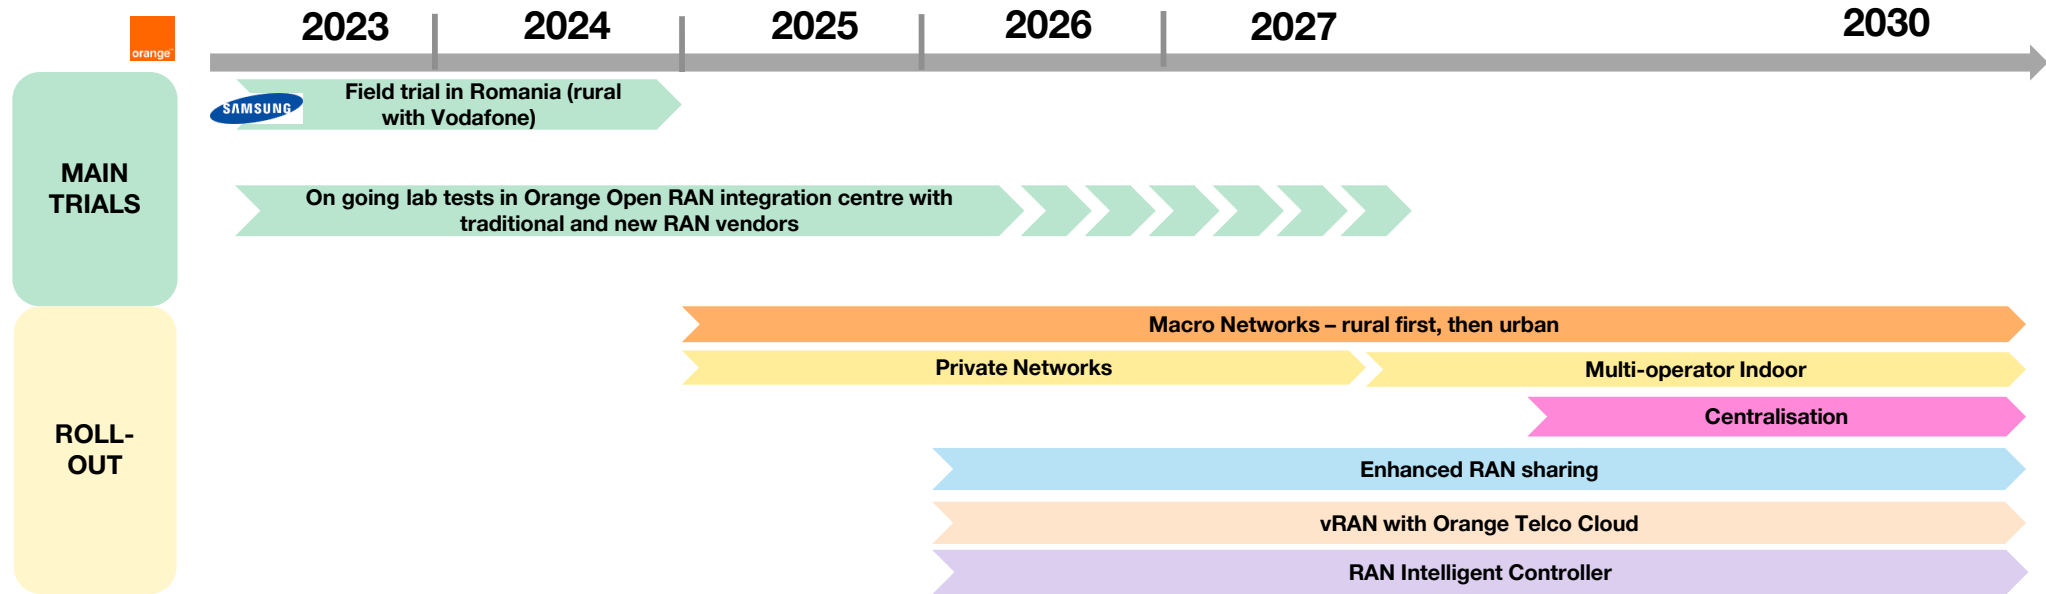 orange™
2023
2024
2025
2026
2027
2030
MAIN
TRIALS
SAMSUNG
Field trial in Romania (rural
with Vodafone)
On going lab tests in Orange Open RAN integration centre with
traditional and new RAN vendors
ROLL-
OUT
Macro Networks – rural first, then urban
Private Networks
Multi-operator Indoor
Centralisation
Enhanced RAN sharing
vRAN with Orange Telco Cloud
RAN Intelligent Controller